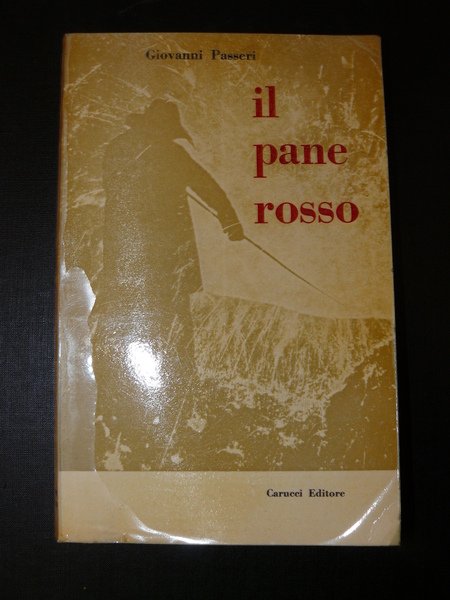 Giovanni Passeri
il
pane
rosso
Carucci Editore